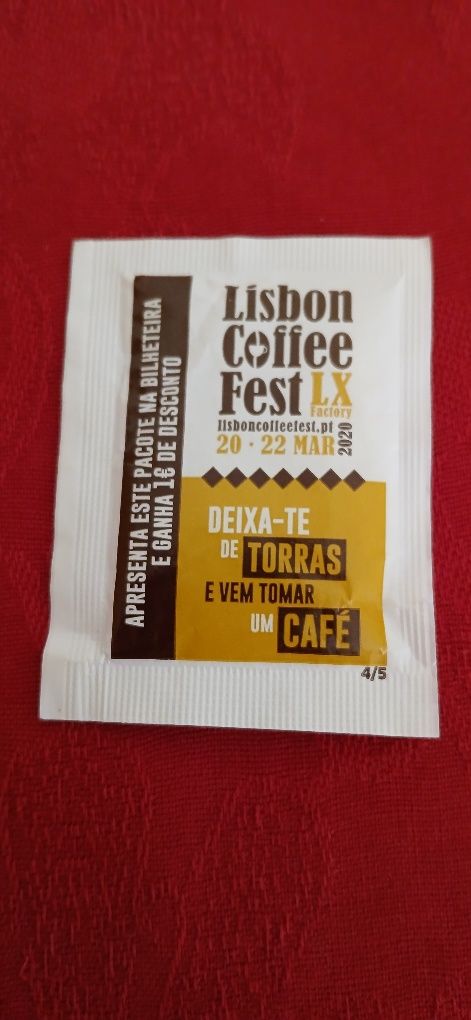 APRESENTA ESTE PACOTE NA BILHETEIRA
E GANHA 1€ DE DESCONTO
Lisbon
Coffee
Fest LX
Factory
lisboncoffeefest.pt
20 · 22 MAR 2020
DEIXA-TE
DE TORRAS
E VEM TOMAR
UM CAFÉ
4/5